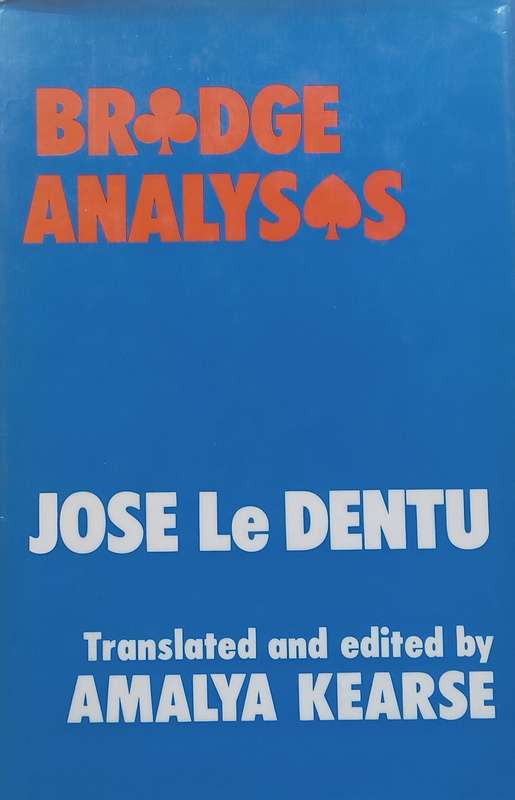 BR♣DGE
ANALYS♠S
JOSE Le DENTU
Translated and edited by
AMALYA KEARSE